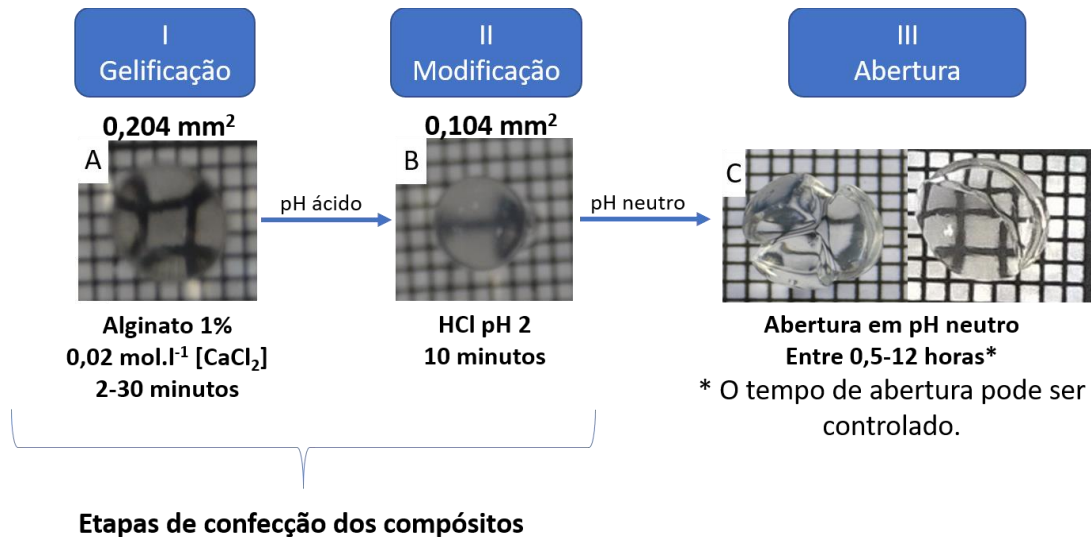 I
Gelificação
II
Modificação
III
Abertura
0,204 mm²
0,104 mm²
A
pH ácido
B
pH neutro
C
Alginato 1%
0,02 mol.l⁻¹ [CaCl₂]
2-30 minutos
HCl pH 2
10 minutos
Abertura em pH neutro
Entre 0,5-12 horas*
* O tempo de abertura pode ser
controlado.
Etapas de confecção dos compósitos